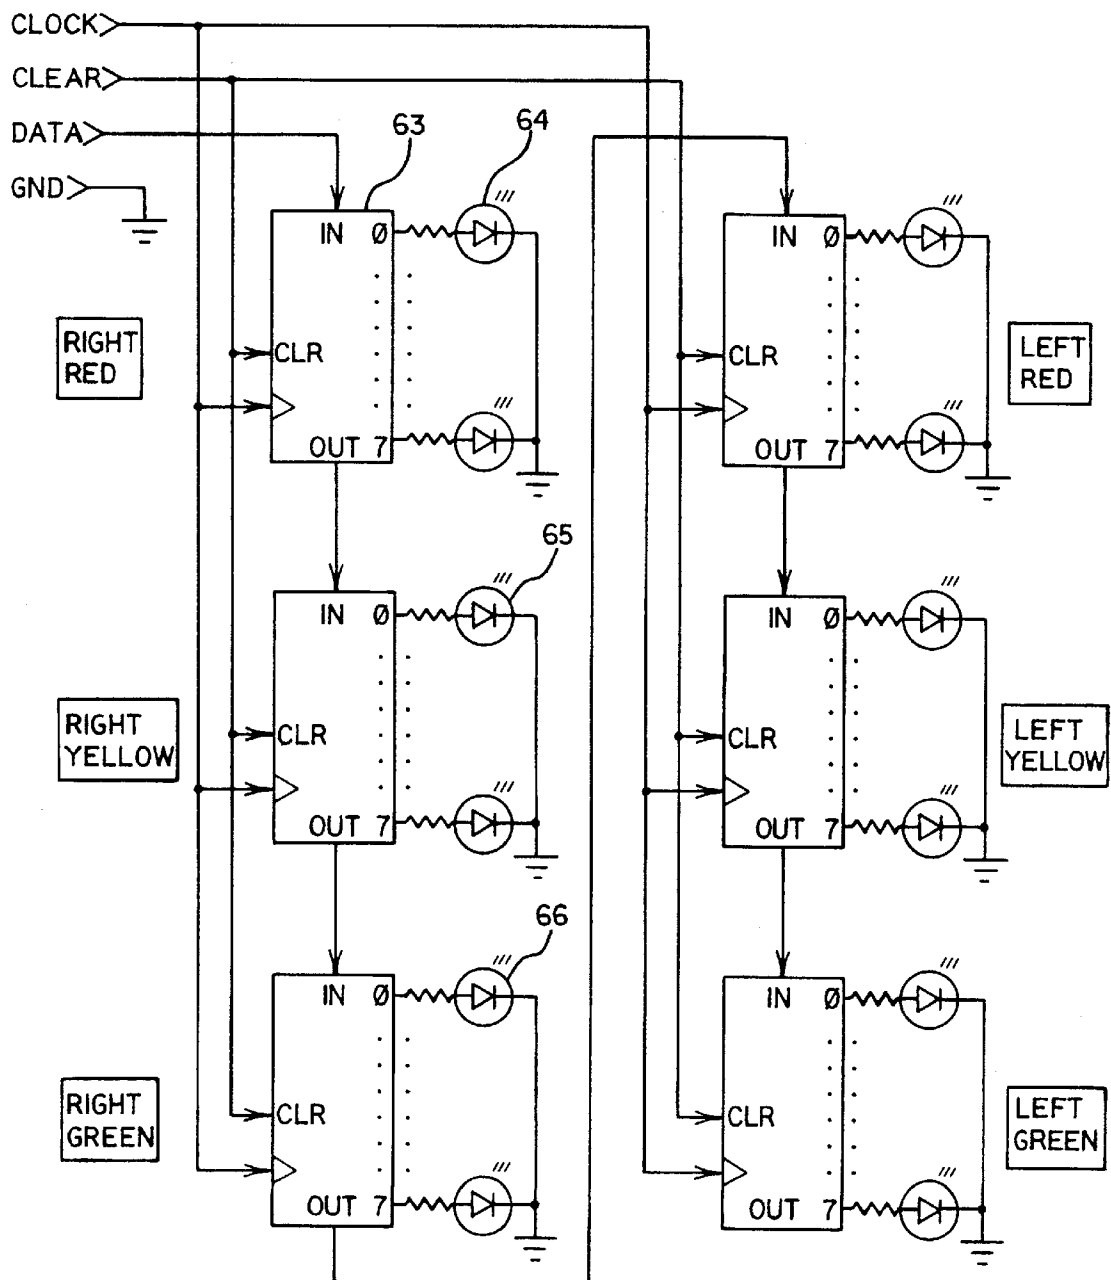 CLOCK
CLEAR
DATA
GND
63
64
IN Ø
CLR
OUT 7
RIGHT
RED
65
IN Ø
CLR
OUT 7
RIGHT
YELLOW
66
IN Ø
CLR
OUT 7
RIGHT
GREEN
IN Ø
CLR
OUT 7
LEFT
RED
IN Ø
CLR
OUT 7
LEFT
YELLOW
IN Ø
CLR
OUT 7
LEFT
GREEN